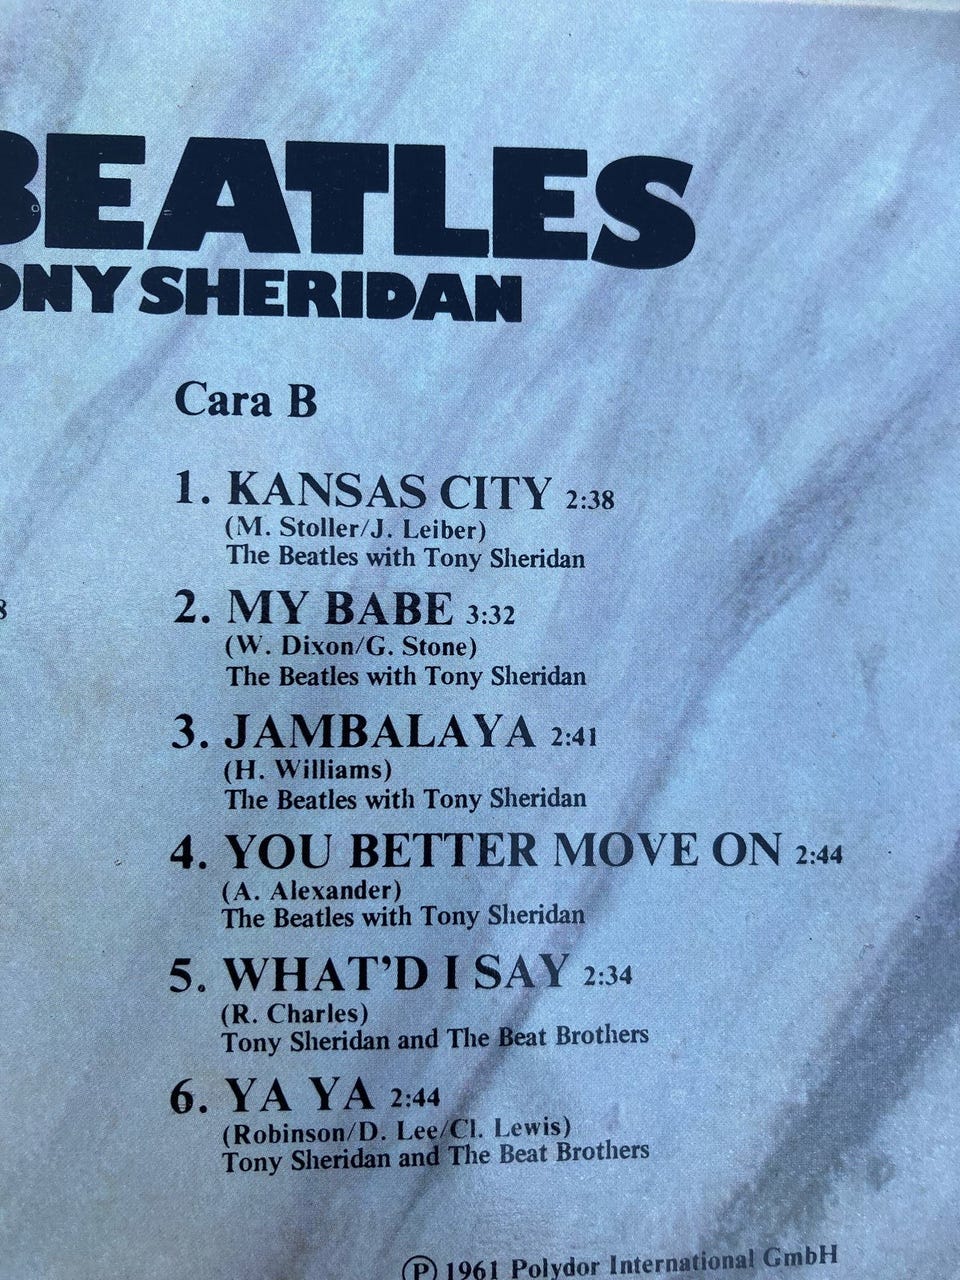 BEATLES
TONY SHERIDAN
Cara B
1. KANSAS CITY 2:38
(M. Stoller/J. Leiber)
The Beatles with Tony Sheridan
8
2. MY BABE 3:32
(W. Dixon/G. Stone)
The Beatles with Tony Sheridan
3. JAMBALAYA 2:41
(H. Williams)
The Beatles with Tony Sheridan
4. YOU BETTER MOVE ON 2:44
(A. Alexander)
The Beatles with Tony Sheridan
5. WHAT'D I SAY 2:34
(R. Charles)
Tony Sheridan and The Beat Brothers
6. YA YA 2:44
(Robinson/D. Lee/Cl. Lewis)
Tony Sheridan and The Beat Brothers
Ⓟ 1961 Polydor International GmbH